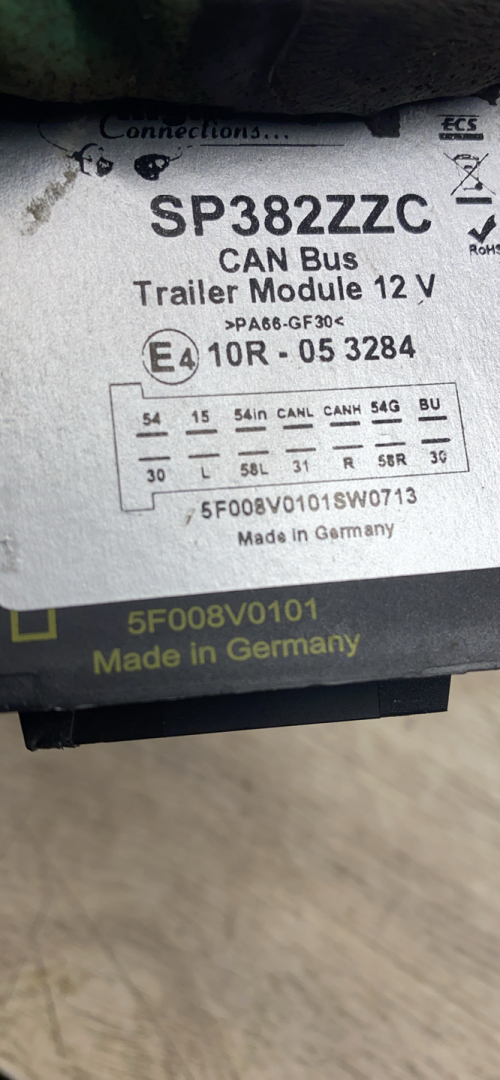 Connections...
ECS
SP382ZZC
RoHS
CAN Bus
Trailer Module 12 V
>PA66-GF30<
E4 10R - 05 3284
54 15 54in CANL CANH 54G BU
30 L 58L 31 R 58R 30
5F008V0101SW0713
Made in Germany
5F008V0101
Made in Germany